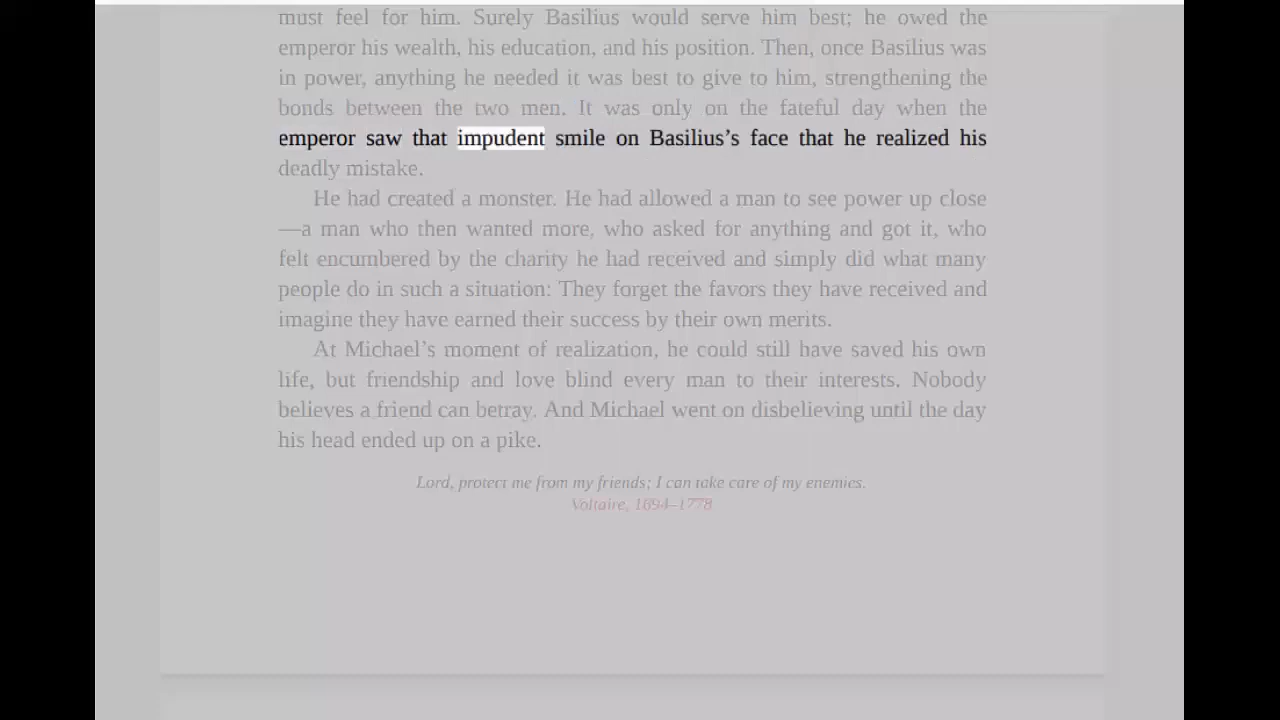 must feel for him. Surely Basilius would serve him best; he owed the
emperor his wealth, his education, and his position. Then, once Basilius was
in power, anything he needed it was best to give to him, strengthening the
bonds between the two men. It was only on the fateful day when the
emperor saw that impudent smile on Basilius’s face that he realized his
deadly mistake.
He had created a monster. He had allowed a man to see power up close
—a man who then wanted more, who asked for anything and got it, who
felt encumbered by the charity he had received and simply did what many
people do in such a situation: They forget the favors they have received and
imagine they have earned their success by their own merits.
At Michael’s moment of realization, he could still have saved his own
life, but friendship and love blind every man to their interests. Nobody
believes a friend can betray. And Michael went on disbelieving until the day
his head ended up on a pike.
Lord, protect me from my friends; I can take care of my enemies.
Voltaire, 1694–1778